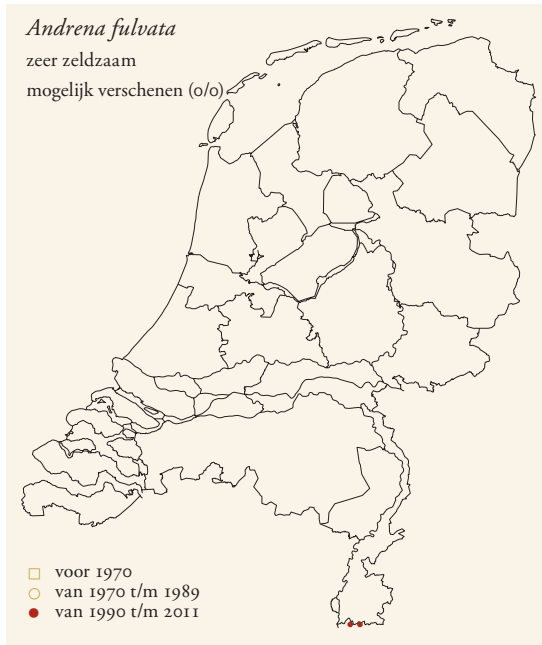 Andrena fulvata
zeer zeldzaam
mogelijk verschenen (0/0)
voor 1970
van 1970 t/m 1989
van 1990 t/m 2011